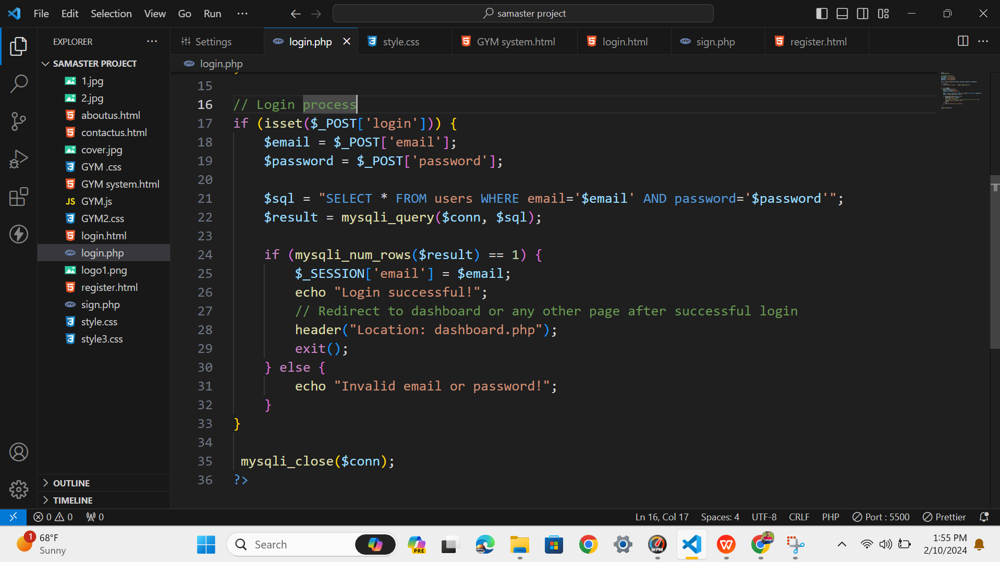 File Edit Selection View Go Run ··· samaster project
EXPLORER ···
SAMASTER PROJECT
1.jpg
2.jpg
aboutus.html
contactus.html
cover.jpg
GYM .css
GYM system.html
JS GYM.js
GYM2.css
login.html
login.php
logo1.png
register.html
sign.php
style.css
style3.css
OUTLINE
TIMELINE
Settings login.php style.css GYM system.html login.html sign.php register.html
login.php
15
16 // Login process
17 if (isset($_POST['login'])) {
18     $email = $_POST['email'];
19     $password = $_POST['password'];
20
21     $sql = "SELECT * FROM users WHERE email='$email' AND password='$password'";
22     $result = mysqli_query($conn, $sql);
23
24     if (mysqli_num_rows($result) == 1) {
25         $_SESSION['email'] = $email;
26         echo "Login successful!";
27         // Redirect to dashboard or any other page after successful login
28         header("Location: dashboard.php");
29         exit();
30     } else {
31         echo "Invalid email or password!";
32     }
33 }
34
35  mysqli_close($conn);
36 ?>
0 0 0 Ln 16, Col 17 Spaces: 4 UTF-8 CRLF PHP Port : 5500 Prettier
1 68°F
Sunny
Search
PRE
WPM
1:55 PM
2/10/2024